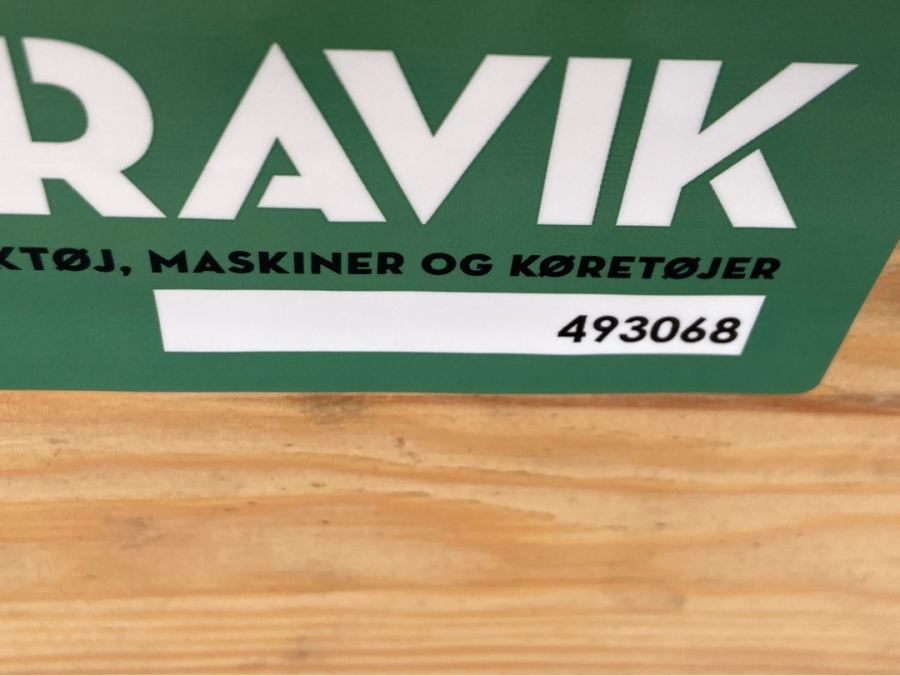 RAVIK
KTØJ, MASKINER OG KØRETØJER
493068